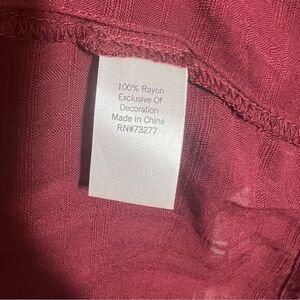 100% Rayon
Exclusive Of
Decoration
Made In China
RN#73277